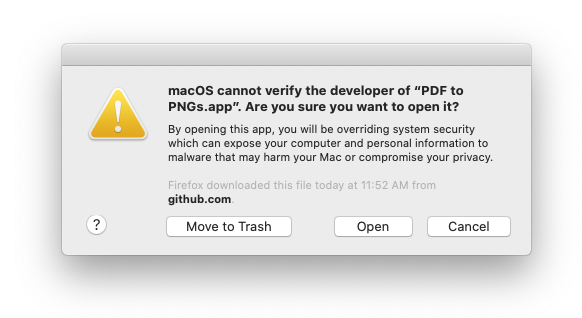 macOS cannot verify the developer of “PDF to
PNGs.app”. Are you sure you want to open it?
By opening this app, you will be overriding system security
which can expose your computer and personal information to
malware that may harm your Mac or compromise your privacy.
Firefox downloaded this file today at 11:52 AM from
github.com.
?
Move to Trash
Open
Cancel